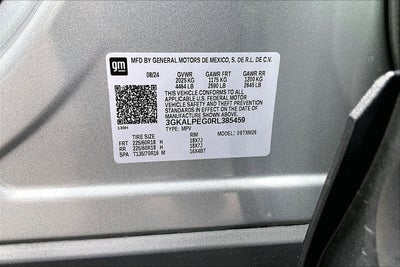 gm
MFD BY GENERAL MOTORS DE MEXICO, S. DE R.L. DE C.V.
08/24 GVWR GAWR FRT GAWR RR
2025 KG 1175 KG 1200 KG
4464 LB 2590 LB 2645 LB
THIS VEHICLE CONFORMS TO ALL
APPLICABLE U.S. FEDERAL MOTOR
VEHICLE SAFETY AND THEFT PREVENTION
STANDARDS IN EFFECT ON THE DATE OF
MANUFACTURE SHOWN ABOVE.
3GKALPEG0RL385459
TYPE: MPV MODEL:
TIRE SIZE RIM
FRT 225/60R18 H 18X7J
RR 225/60R18 H 18X7J
SPA T135/70R16 M 16X4BT